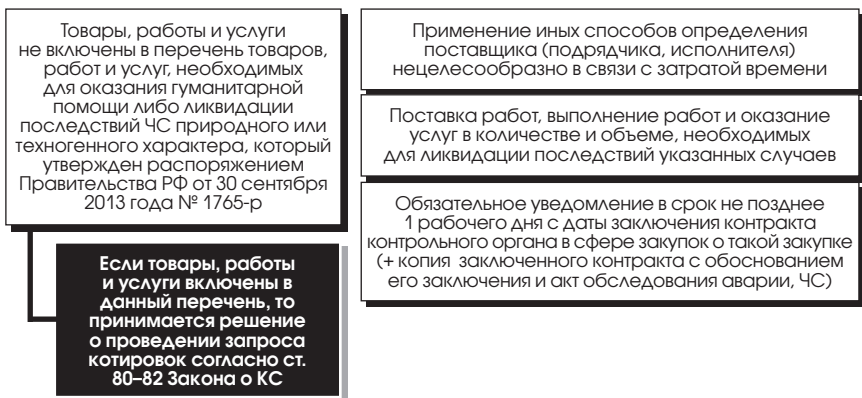 Товары, работы и услуги
не включены в перечень товаров,
работ и услуг, необходимых
для оказания гуманитарной
помощи либо ликвидации
последствий ЧС природного или
техногенного характера, который
утвержден распоряжением
Правительства РФ от 30 сентября
2013 года № 1765-р
Если товары, работы
и услуги включены в
данный перечень, то
принимается решение
о проведении запроса
котировок согласно ст.
80–82 Закона о КС
Применение иных способов определения
поставщика (подрядчика, исполнителя)
нецелесообразно в связи с затратой времени
Поставка работ, выполнение работ и оказание
услуг в количестве и объеме, необходимых
для ликвидации последствий указанных случаев
Обязательное уведомление в срок не позднее
1 рабочего дня с даты заключения контракта
контрольного органа в сфере закупок о такой закупке
(+ копия заключенного контракта с обоснованием
его заключения и акт обследования аварии, ЧС)